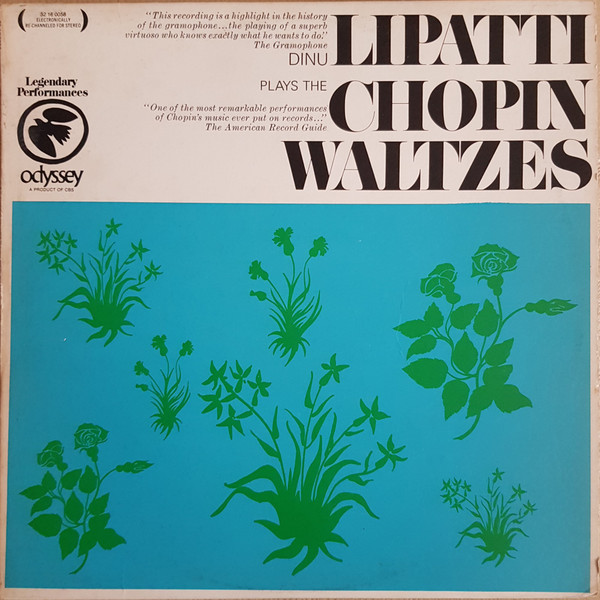 32 16 0058
ELECTRONICALLY
RE-CHANNELED FOR STEREO
Legendary
Performances
odyssey
A PRODUCT OF CBS
"This recording is a highlight in the history
of the gramophone...the playing of a superb
virtuoso who knows exactly what he wants to do."
The Gramophone
DINU LIPATTI
PLAYS THE CHOPIN
"One of the most remarkable performances
of Chopin's music ever put on records..."
The American Record Guide
WALTZES